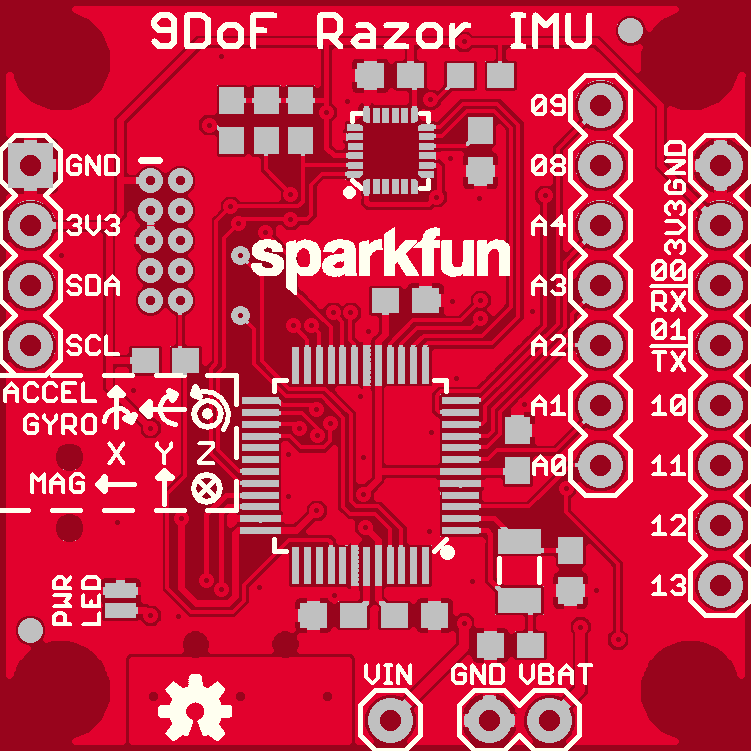 9DoF Razor IMU
GND
3V3
SDA
SCL
sparkfun
09
08
A4
A3
A2
A1
A0
GND
3V3
00
RX
01
TX
10
11
12
13
ACCEL
GYRO
X Y Z
MAG
PWR
LED
VIN
GND VBAT